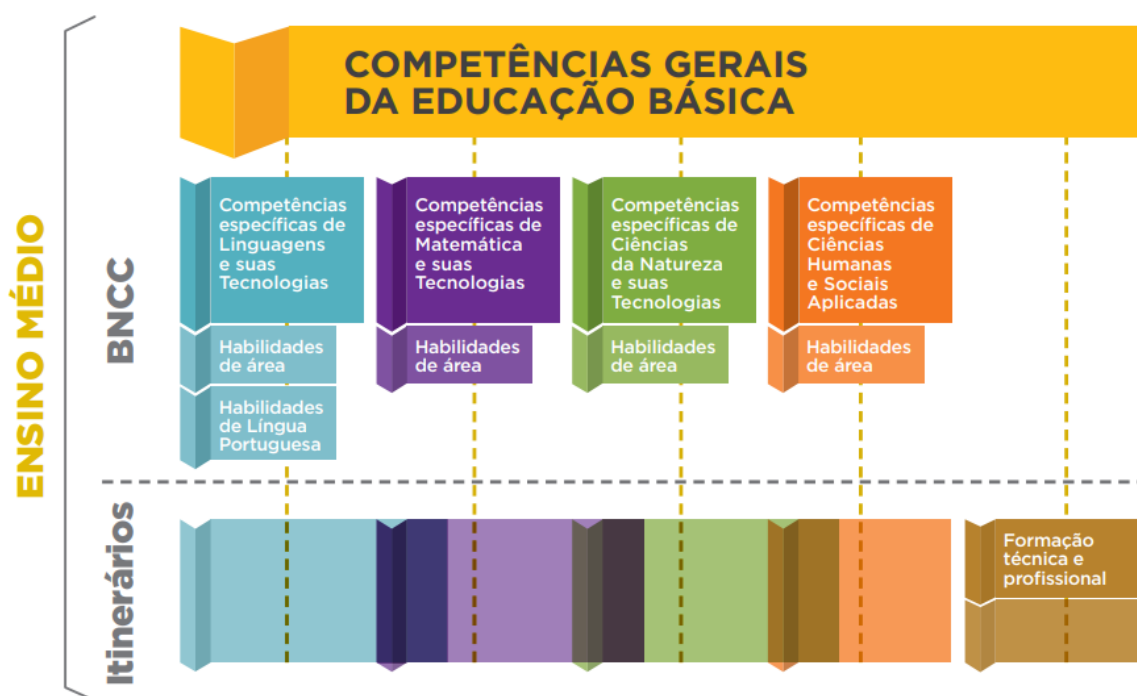 COMPETÊNCIAS GERAIS
DA EDUCAÇÃO BÁSICA
ENSINO MÉDIO
BNCC
Competências
específicas de
Linguagens
e suas
Tecnologias
Habilidades
de área
Habilidades
de Língua
Portuguesa
Competências
específicas de
Matemática
e suas
Tecnologias
Habilidades
de área
Competências
específicas de
Ciências
da Natureza
e suas
Tecnologias
Habilidades
de área
Competências
específicas de
Ciências
Humanas
e Sociais
Aplicadas
Habilidades
de área
Itinerários
Formação
técnica e
profissional